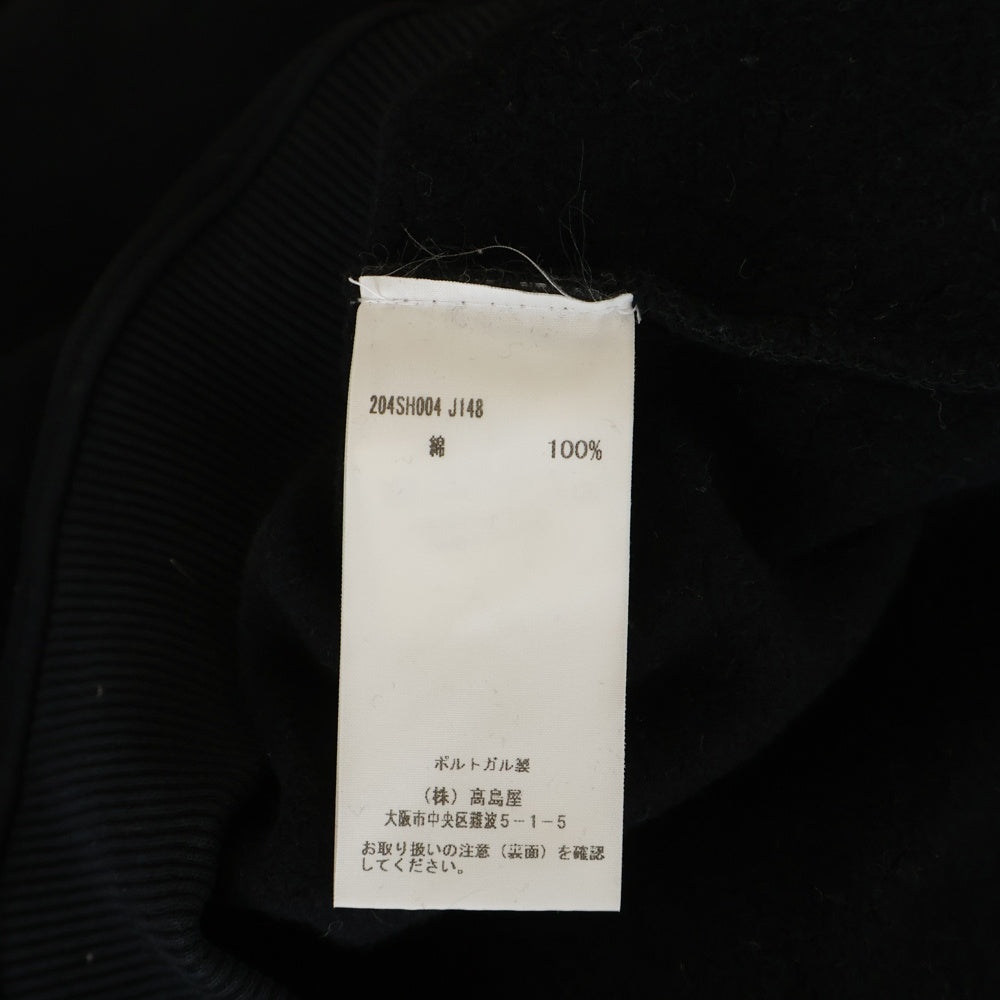 204SH004 J148
綿 100%
ポルトガル製
（株）髙島屋
大阪市中央区難波5-1-5
お取り扱いの注意（裏面）を確認
してください。